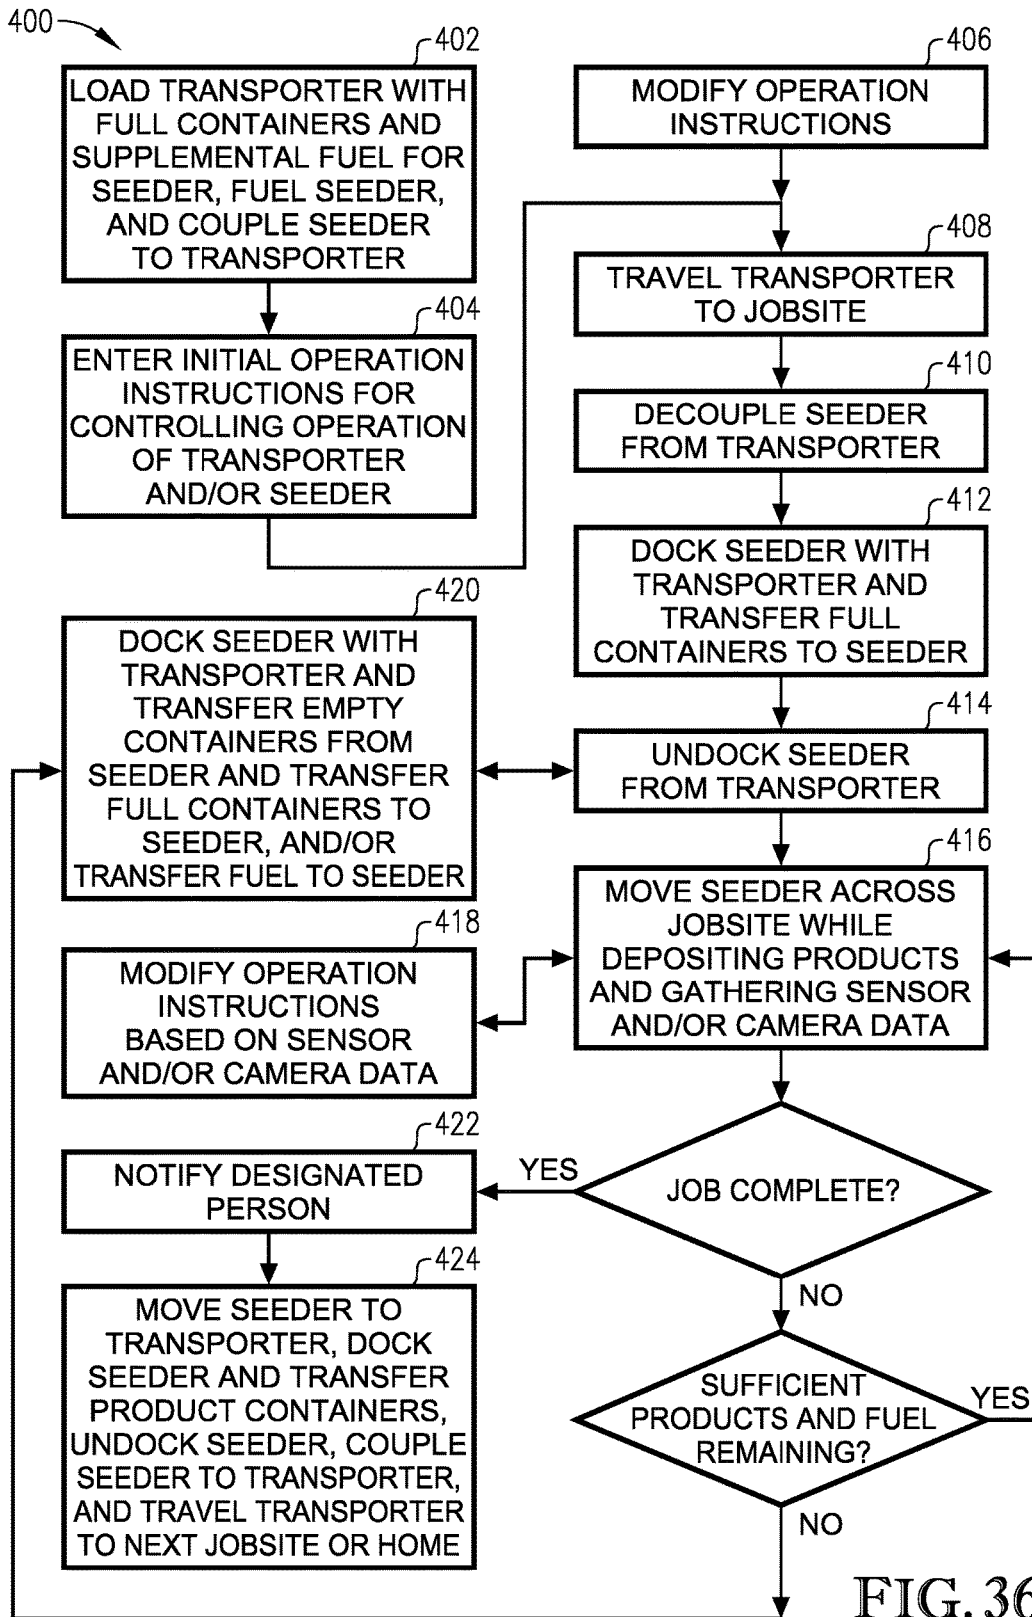 400
402
LOAD TRANSPORTER WITH
FULL CONTAINERS AND
SUPPLEMENTAL FUEL FOR
SEEDER, FUEL SEEDER,
AND COUPLE SEEDER
TO TRANSPORTER
404
ENTER INITIAL OPERATION
INSTRUCTIONS FOR
CONTROLLING OPERATION
OF TRANSPORTER
AND/OR SEEDER
406
MODIFY OPERATION
INSTRUCTIONS
408
TRAVEL TRANSPORTER
TO JOBSITE
410
DECOUPLE SEEDER
FROM TRANSPORTER
412
DOCK SEEDER WITH
TRANSPORTER AND
TRANSFER FULL
CONTAINERS TO SEEDER
414
UNDOCK SEEDER
FROM TRANSPORTER
416
MOVE SEEDER ACROSS
JOBSITE WHILE
DEPOSITING PRODUCTS
AND GATHERING SENSOR
AND/OR CAMERA DATA
420
DOCK SEEDER WITH
TRANSPORTER AND
TRANSFER EMPTY
CONTAINERS FROM
SEEDER AND TRANSFER
FULL CONTAINERS TO
SEEDER, AND/OR
TRANSFER FUEL TO SEEDER
418
MODIFY OPERATION
INSTRUCTIONS
BASED ON SENSOR
AND/OR CAMERA DATA
JOB COMPLETE?
YES
NO
422
NOTIFY DESIGNATED
PERSON
424
MOVE SEEDER TO
TRANSPORTER, DOCK
SEEDER AND TRANSFER
PRODUCT CONTAINERS,
UNDOCK SEEDER, COUPLE
SEEDER TO TRANSPORTER,
AND TRAVEL TRANSPORTER
TO NEXT JOBSITE OR HOME
SUFFICIENT
PRODUCTS AND FUEL
REMAINING?
YES
NO
FIG. 36